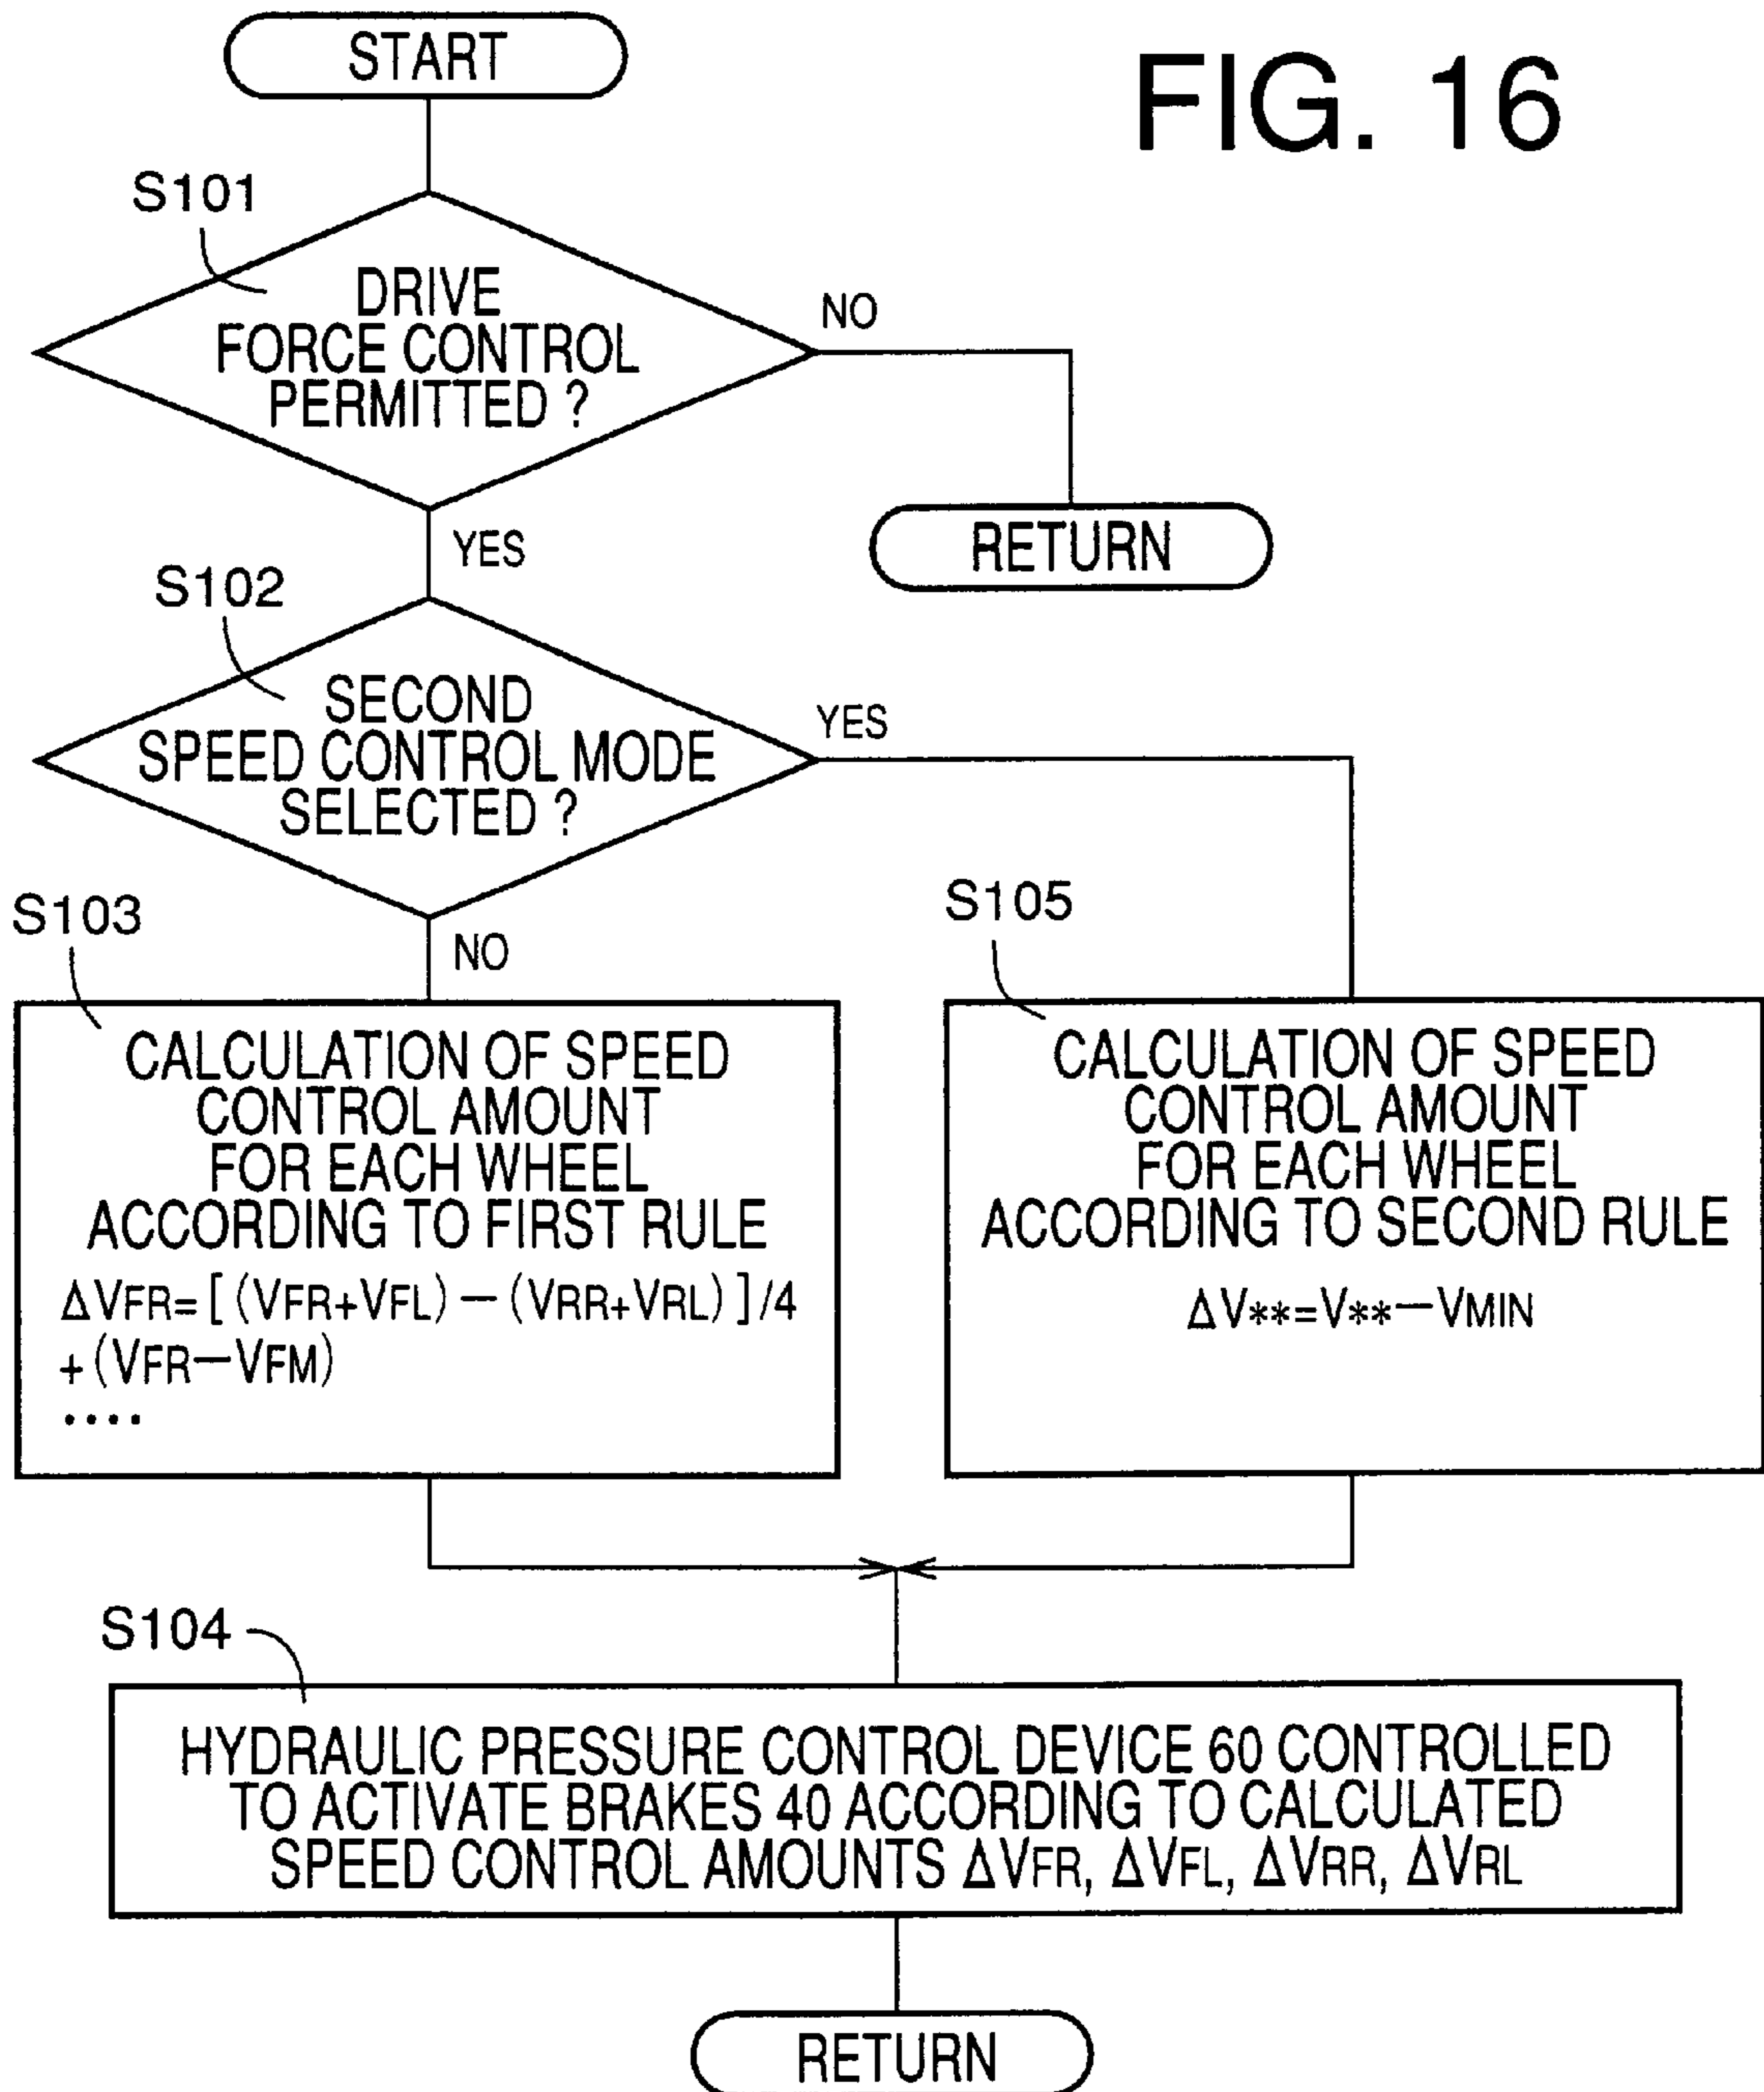 FIG. 16
START
S101
DRIVE
FORCE CONTROL
PERMITTED ?
NO
RETURN
YES
S102
SECOND
SPEED CONTROL MODE
SELECTED ?
YES
NO
S103
CALCULATION OF SPEED
CONTROL AMOUNT
FOR EACH WHEEL
ACCORDING TO FIRST RULE
ΔVFR=[(VFR+VFL)−(VRR+VRL)]/4
+(VFR−VFM)
····
S105
CALCULATION OF SPEED
CONTROL AMOUNT
FOR EACH WHEEL
ACCORDING TO SECOND RULE
ΔV**=V**−VMIN
S104
HYDRAULIC PRESSURE CONTROL DEVICE 60 CONTROLLED
TO ACTIVATE BRAKES 40 ACCORDING TO CALCULATED
SPEED CONTROL AMOUNTS ΔVFR, ΔVFL, ΔVRR, ΔVRL
RETURN